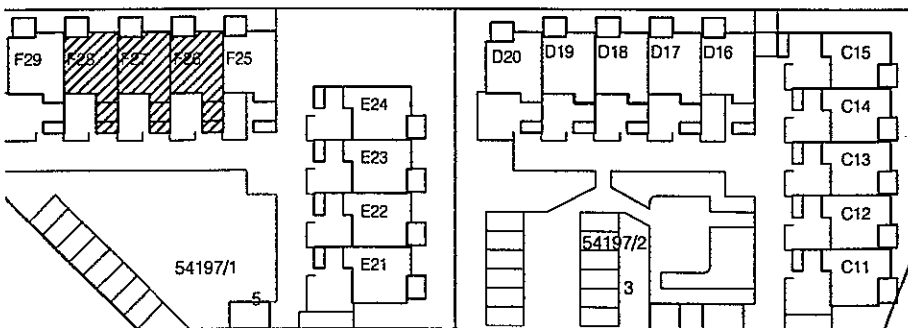 F29 F28 F27 F26 F25
D20 D19 D18 D17 D16
C15
E24
C14
E23
C13
E22
C12
54197/1
E21
54197/2
C11
5
3